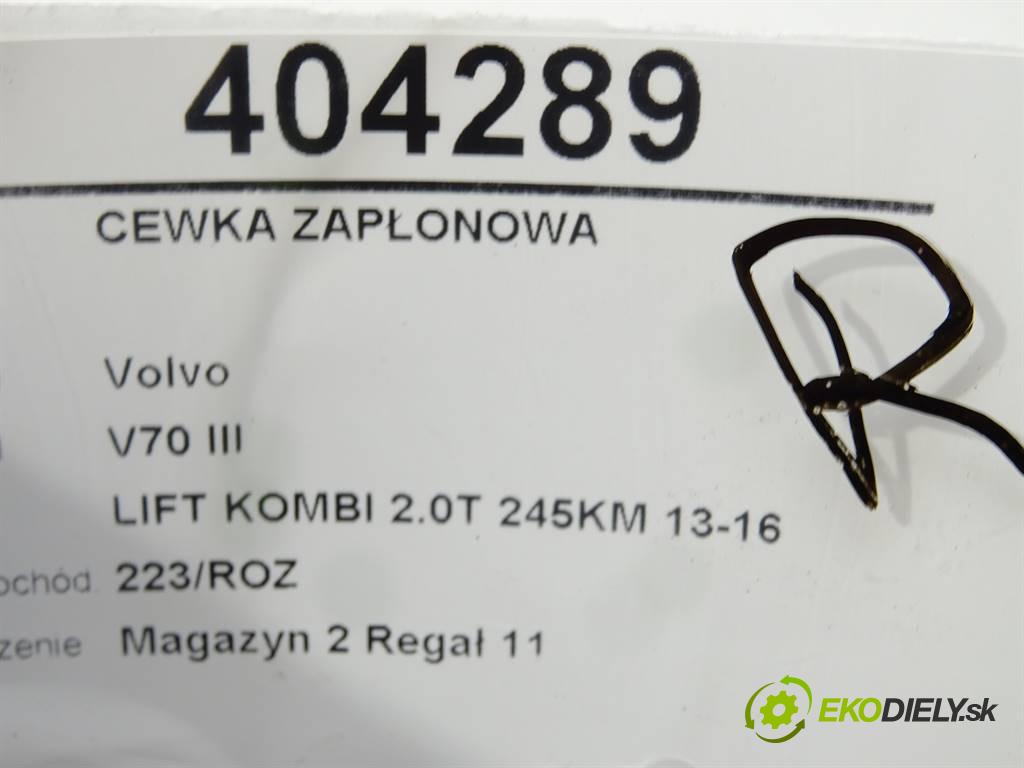 404289
CEWKA ZAPŁONOWA
R
Volvo
V70 III
LIFT KOMBI 2.0T 245KM 13-16
ochód. 223/ROZ
zenie Magazyn 2 Regał 11
EKODIELY.sk